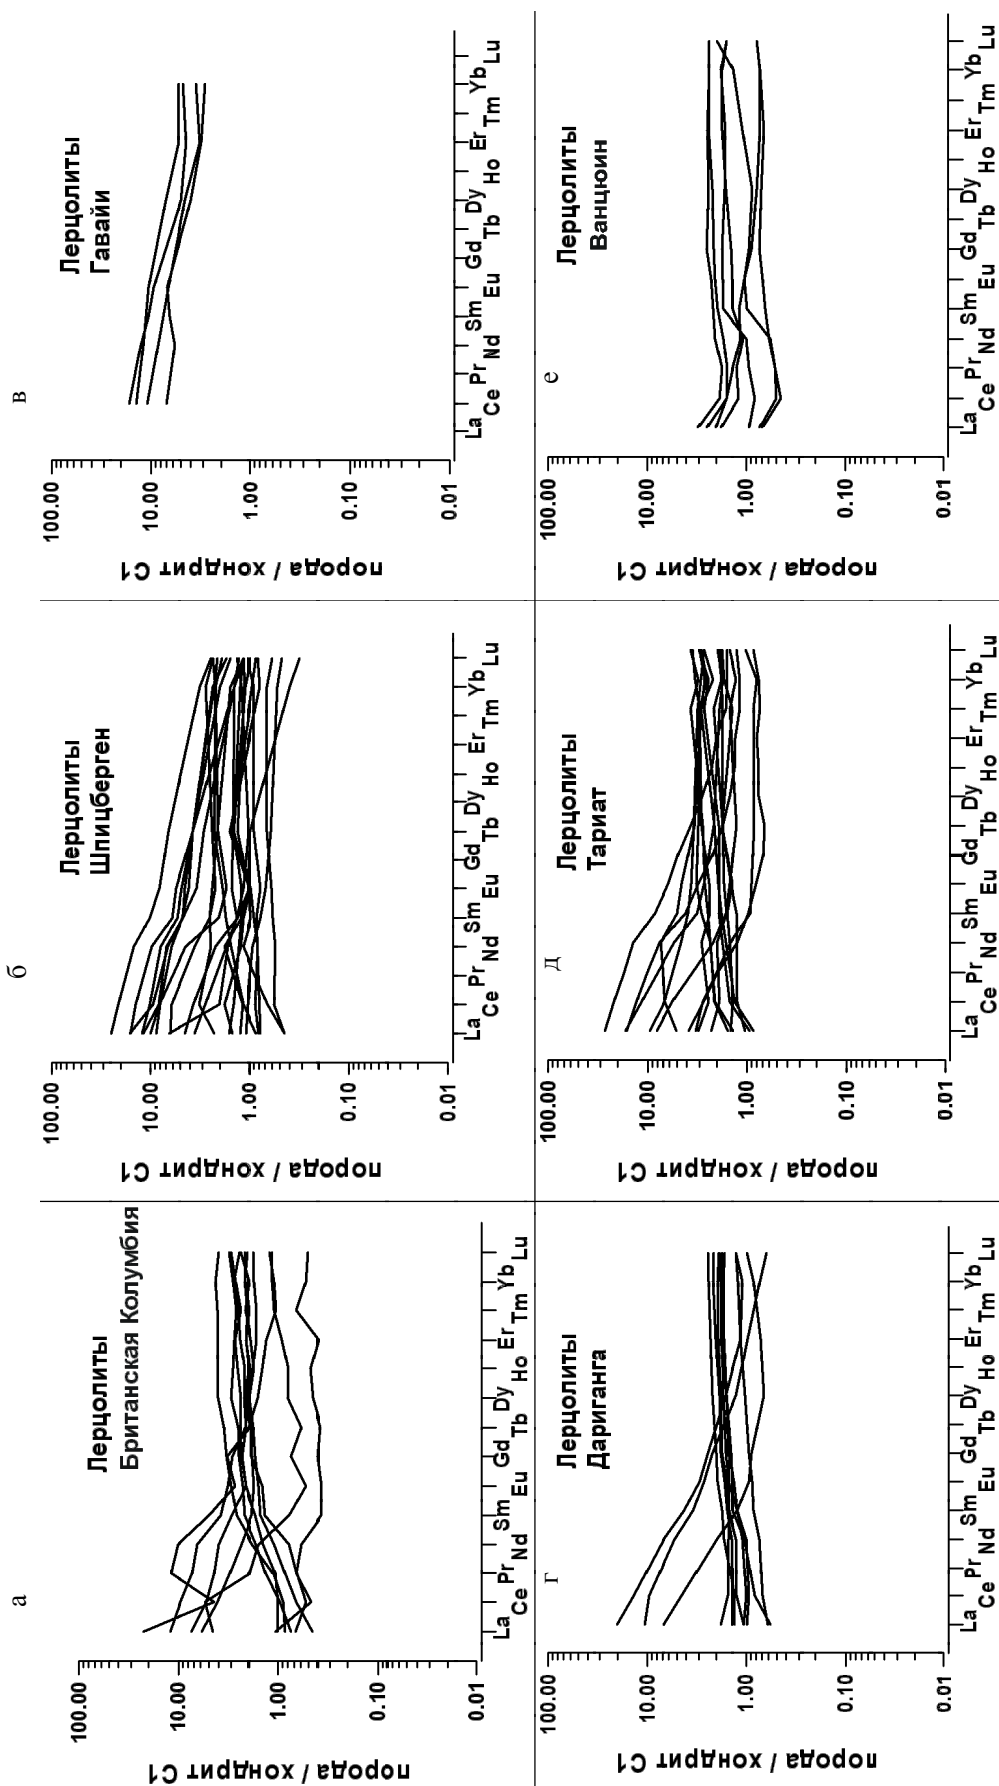 а
Лерцолиты
Британская Колумбия
порода / хондрит C1
100.00
10.00
1.00
0.10
0.01
La Ce Pr Nd Sm Eu Gd Tb Dy Ho Er Tm Yb Lu
б
Лерцолиты
Шпицберген
порода / хондрит C1
100.00
10.00
1.00
0.10
0.01
La Ce Pr Nd Sm Eu Gd Tb Dy Ho Er Tm Yb Lu
в
Лерцолиты
Гавайи
порода / хондрит C1
100.00
10.00
1.00
0.10
0.01
La Ce Pr Nd Sm Eu Gd Tb Dy Ho Er Tm Yb Lu
г
Лерцолиты
Дариганга
порода / хондрит C1
100.00
10.00
1.00
0.10
0.01
La Ce Pr Nd Sm Eu Gd Tb Dy Ho Er Tm Yb Lu
д
Лерцолиты
Тариат
порода / хондрит C1
100.00
10.00
1.00
0.10
0.01
La Ce Pr Nd Sm Eu Gd Tb Dy Ho Er Tm Yb Lu
е
Лерцолиты
Ванцюин
порода / хондрит C1
100.00
10.00
1.00
0.10
0.01
La Ce Pr Nd Sm Eu Gd Tb Dy Ho Er Tm Yb Lu